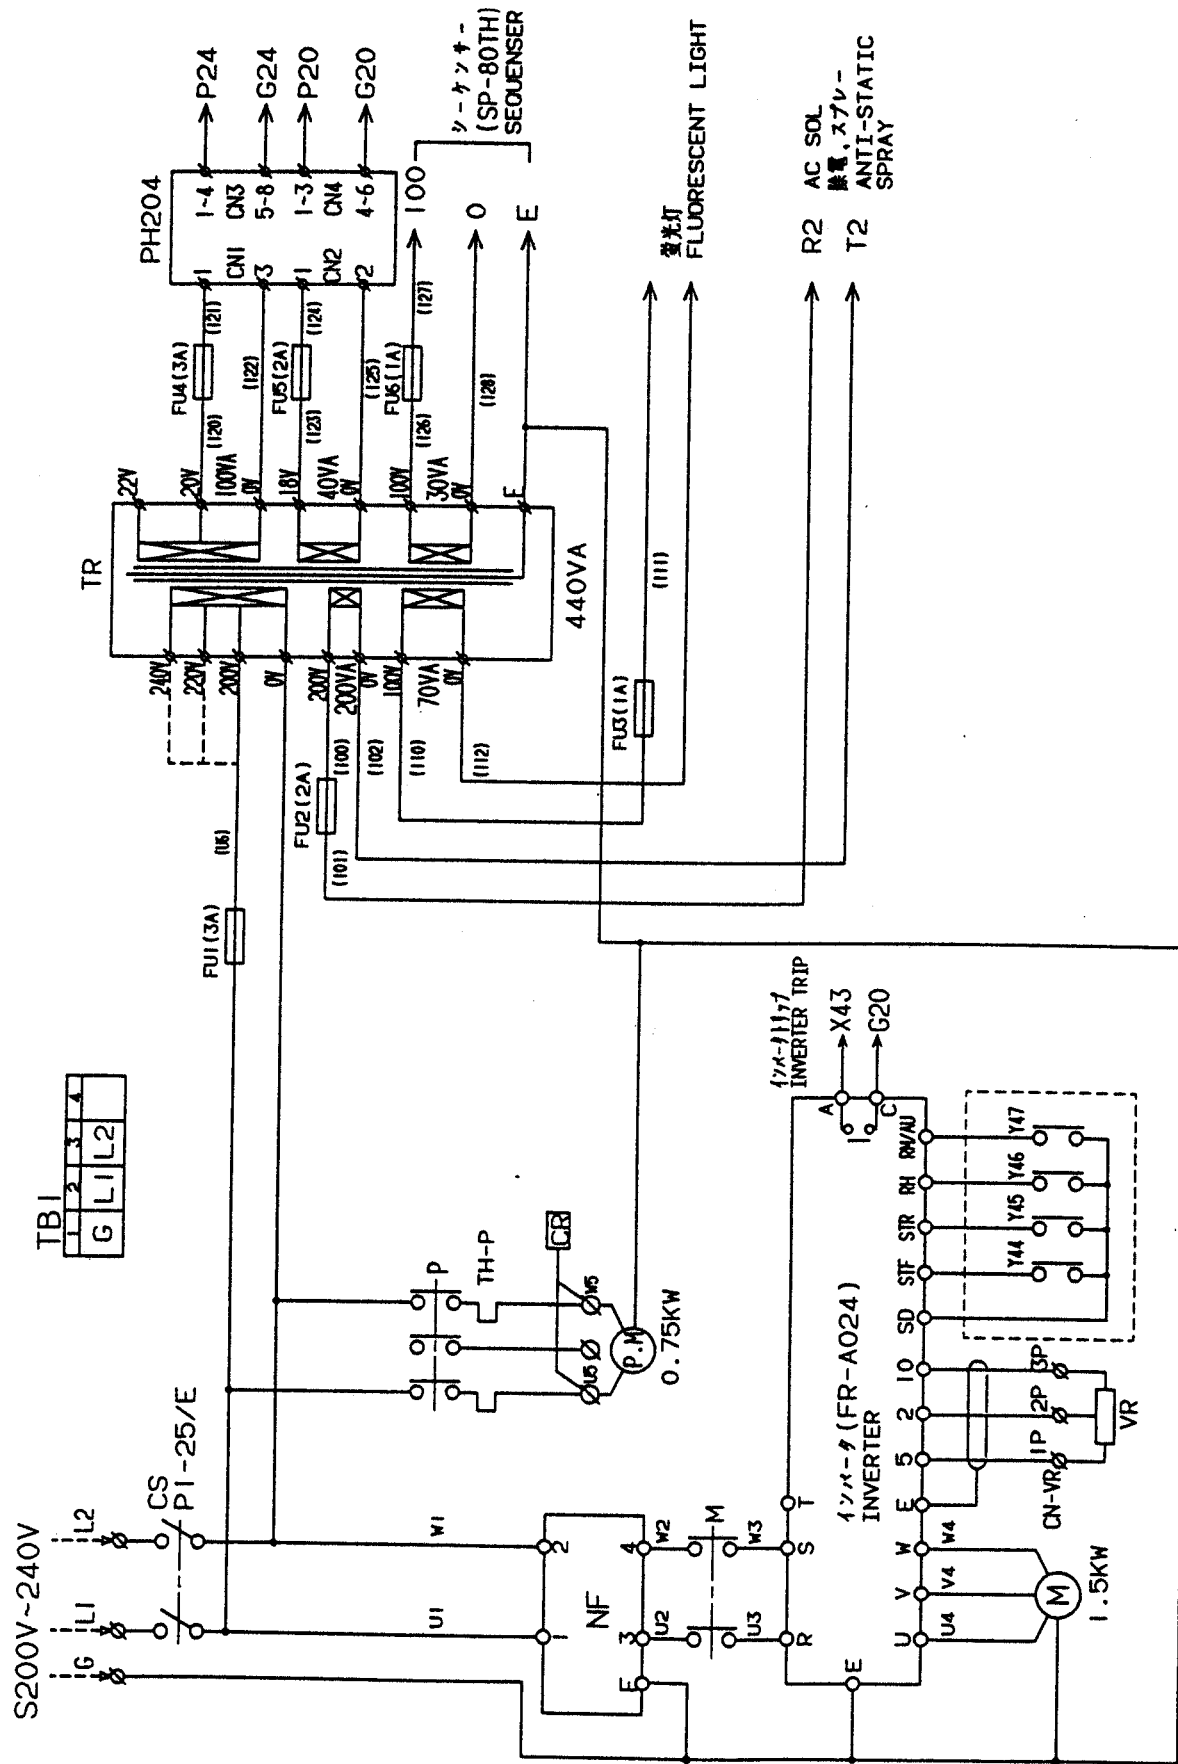 S200V~240V
G
L1
L2
CS
P1-25/E
U1
W1
1
2
NF
3
4
E
U2
W2
M
U3
W3
R
S
T
E
インバータ(FR-A024)
INVERTER
U
V
W
E
5
2
10
SD
STF
STR
RH
RM/AU
A
C
インバータトリップ
INVERTER TRIP
X43
G20
U4
V4
W4
M
1.5KW
CN-VR
1P
2P
3P
VR
Y44
Y45
Y46
Y47
TB1
1
2
3
4
G
L1
L2
P
TH-P
CR
U5
W5
P.M
0.75KW
FU1(3A)
(U6)
TR
240V
220V
200V
0V
200V
200VA
0V
100V
70VA
0V
22V
20V
100VA
0V
18V
40VA
0V
100V
30VA
0V
E
440VA
FU2(2A)
(100)
(101)
(102)
(110)
(112)
FU3(1A)
(111)
FU4(3A)
(120)
(121)
(122)
FU5(2A)
(123)
(124)
(125)
FU6(1A)
(126)
(127)
(128)
PH204
1
CN1
3
1
CN2
2
1~4
CN3
5~8
1~3
CN4
4~6
P24
G24
P20
G20
100
0
E
シーケンサー
(SP-80TH)
SEQUENSER
蛍光灯
FLUORESCENT LIGHT
R2
T2
AC SOL
除電.スプレー
ANTI-STATIC
SPRAY